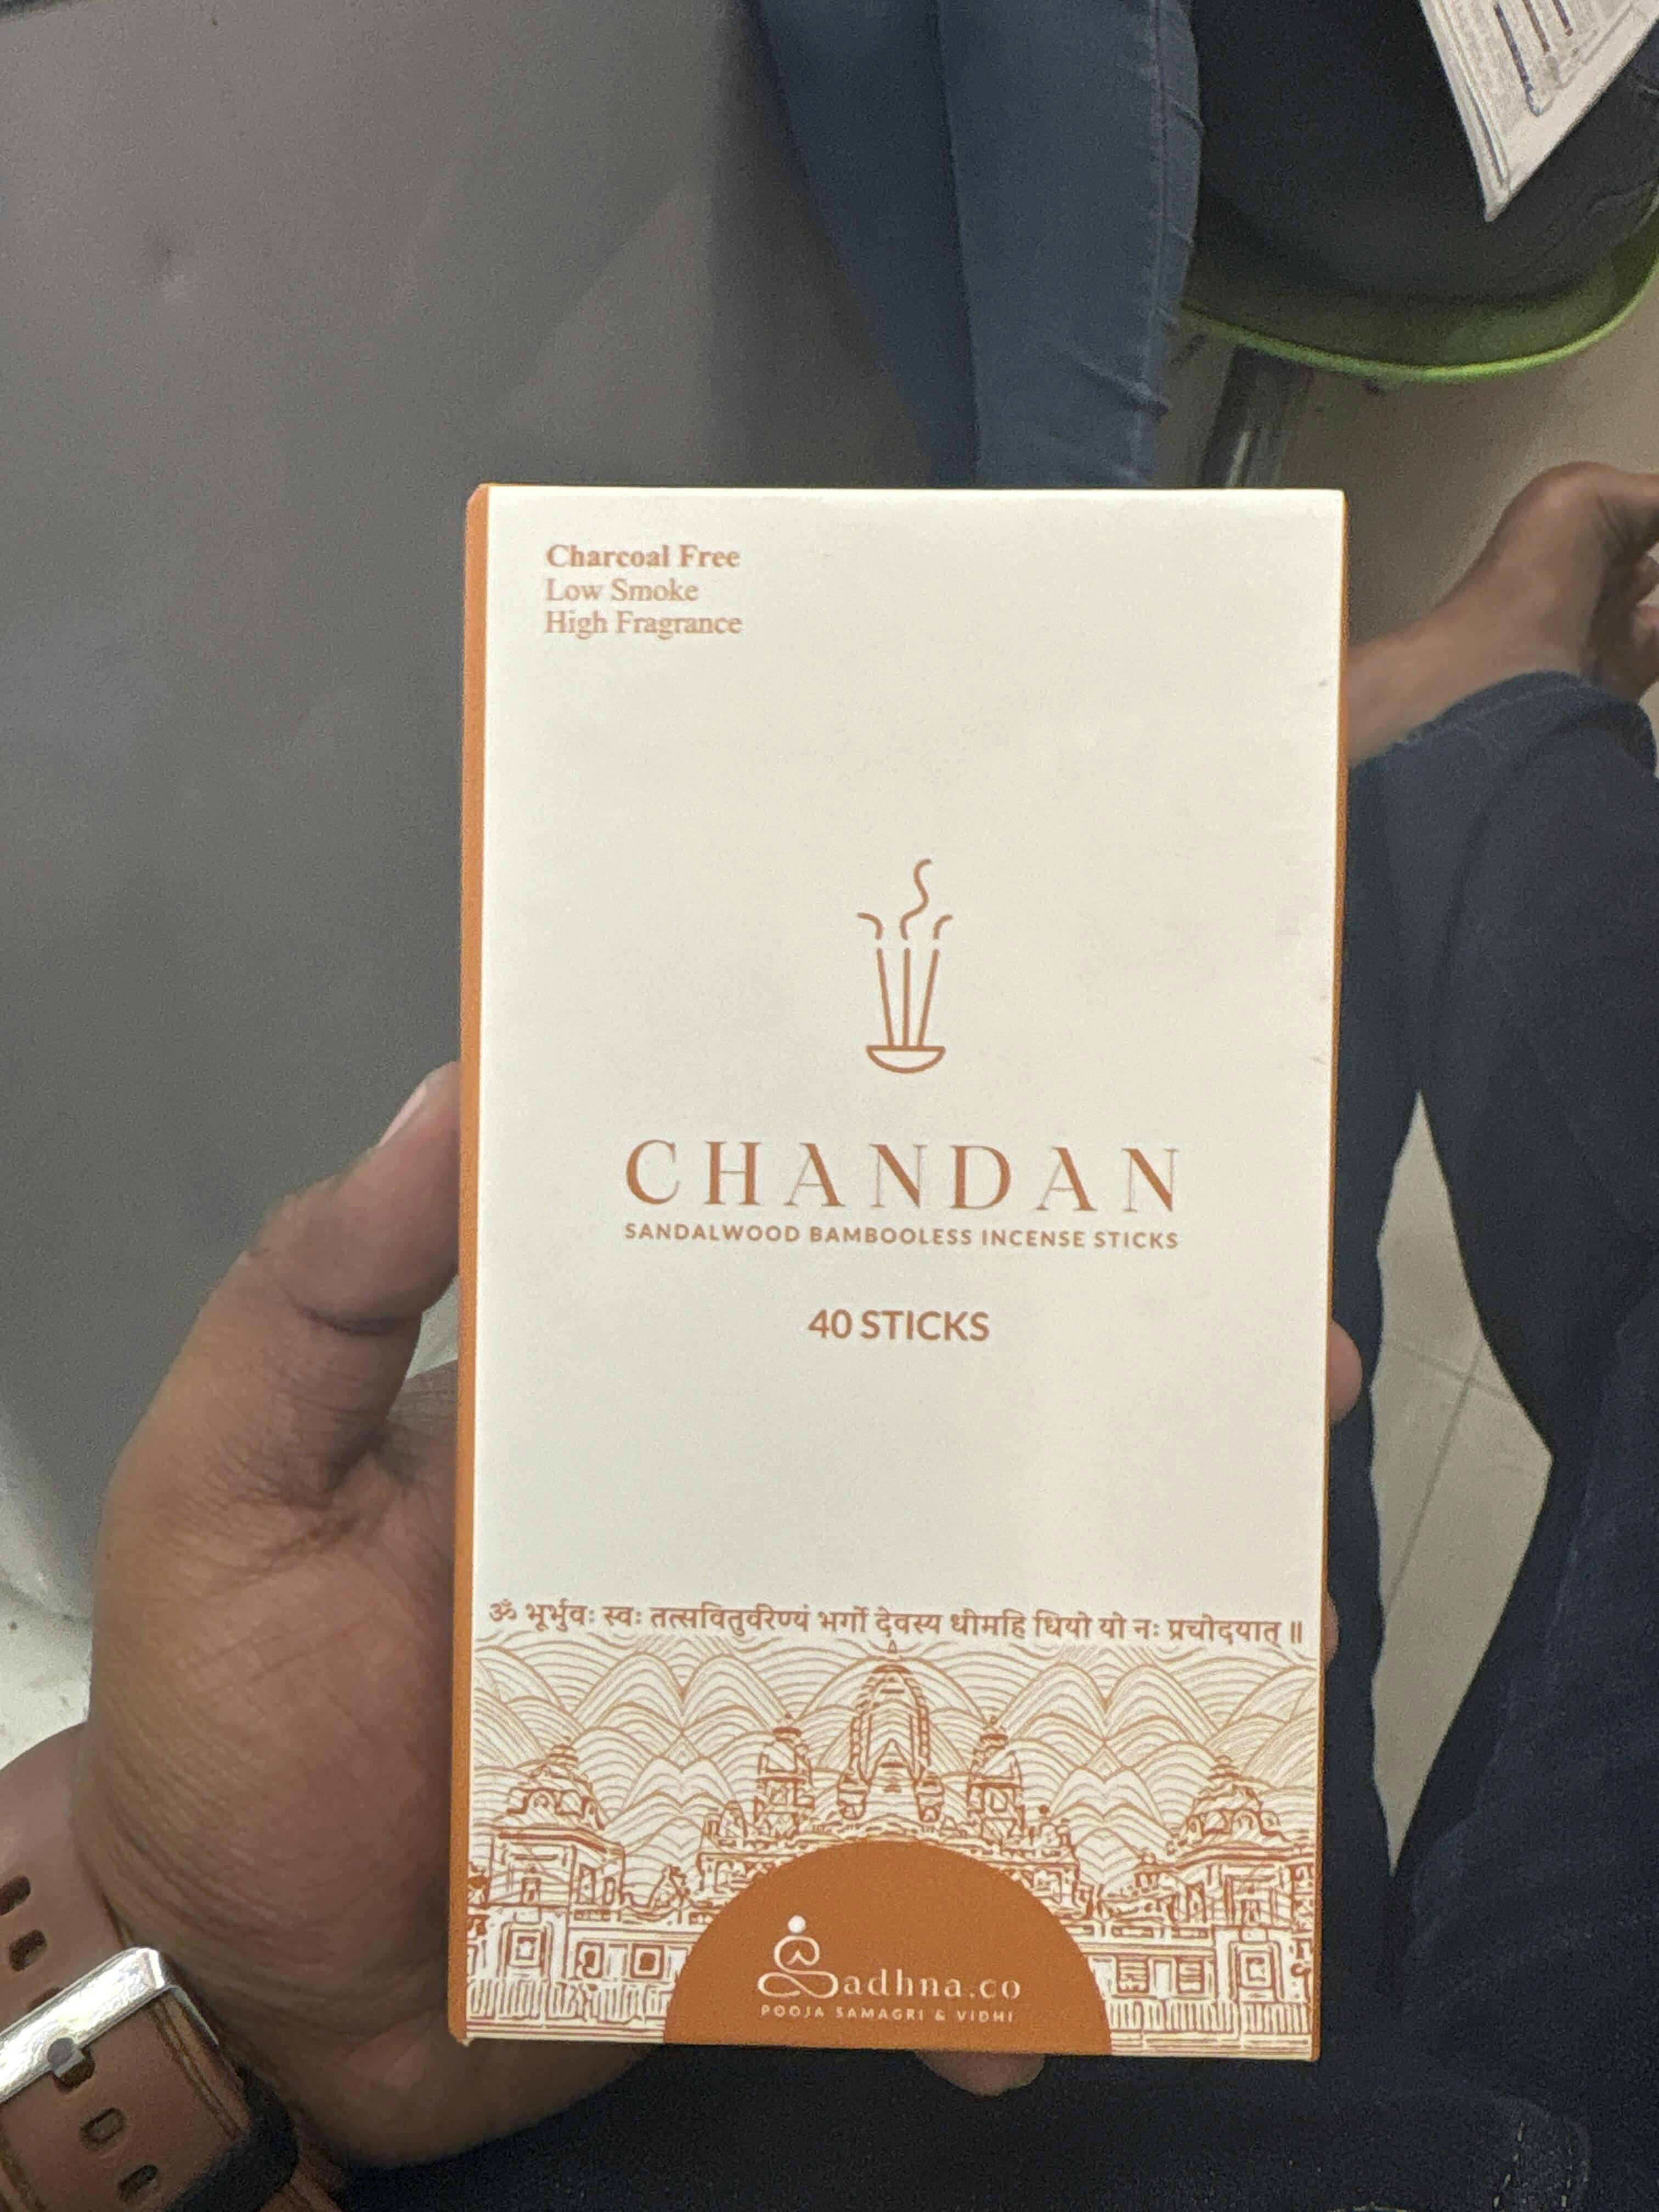 Charcoal Free
Low Smoke
High Fragrance
CHANDAN
SANDALWOOD BAMBOOLESS INCENSE STICKS
40 STICKS
ॐ भूर्भुवः स्वः तत्सवितुर्वरेण्यं भर्गो देवस्य धीमहि धियो यो नः प्रचोदयात् ॥
Sadhna.co
POOJA SAMAGRI & VIDHI